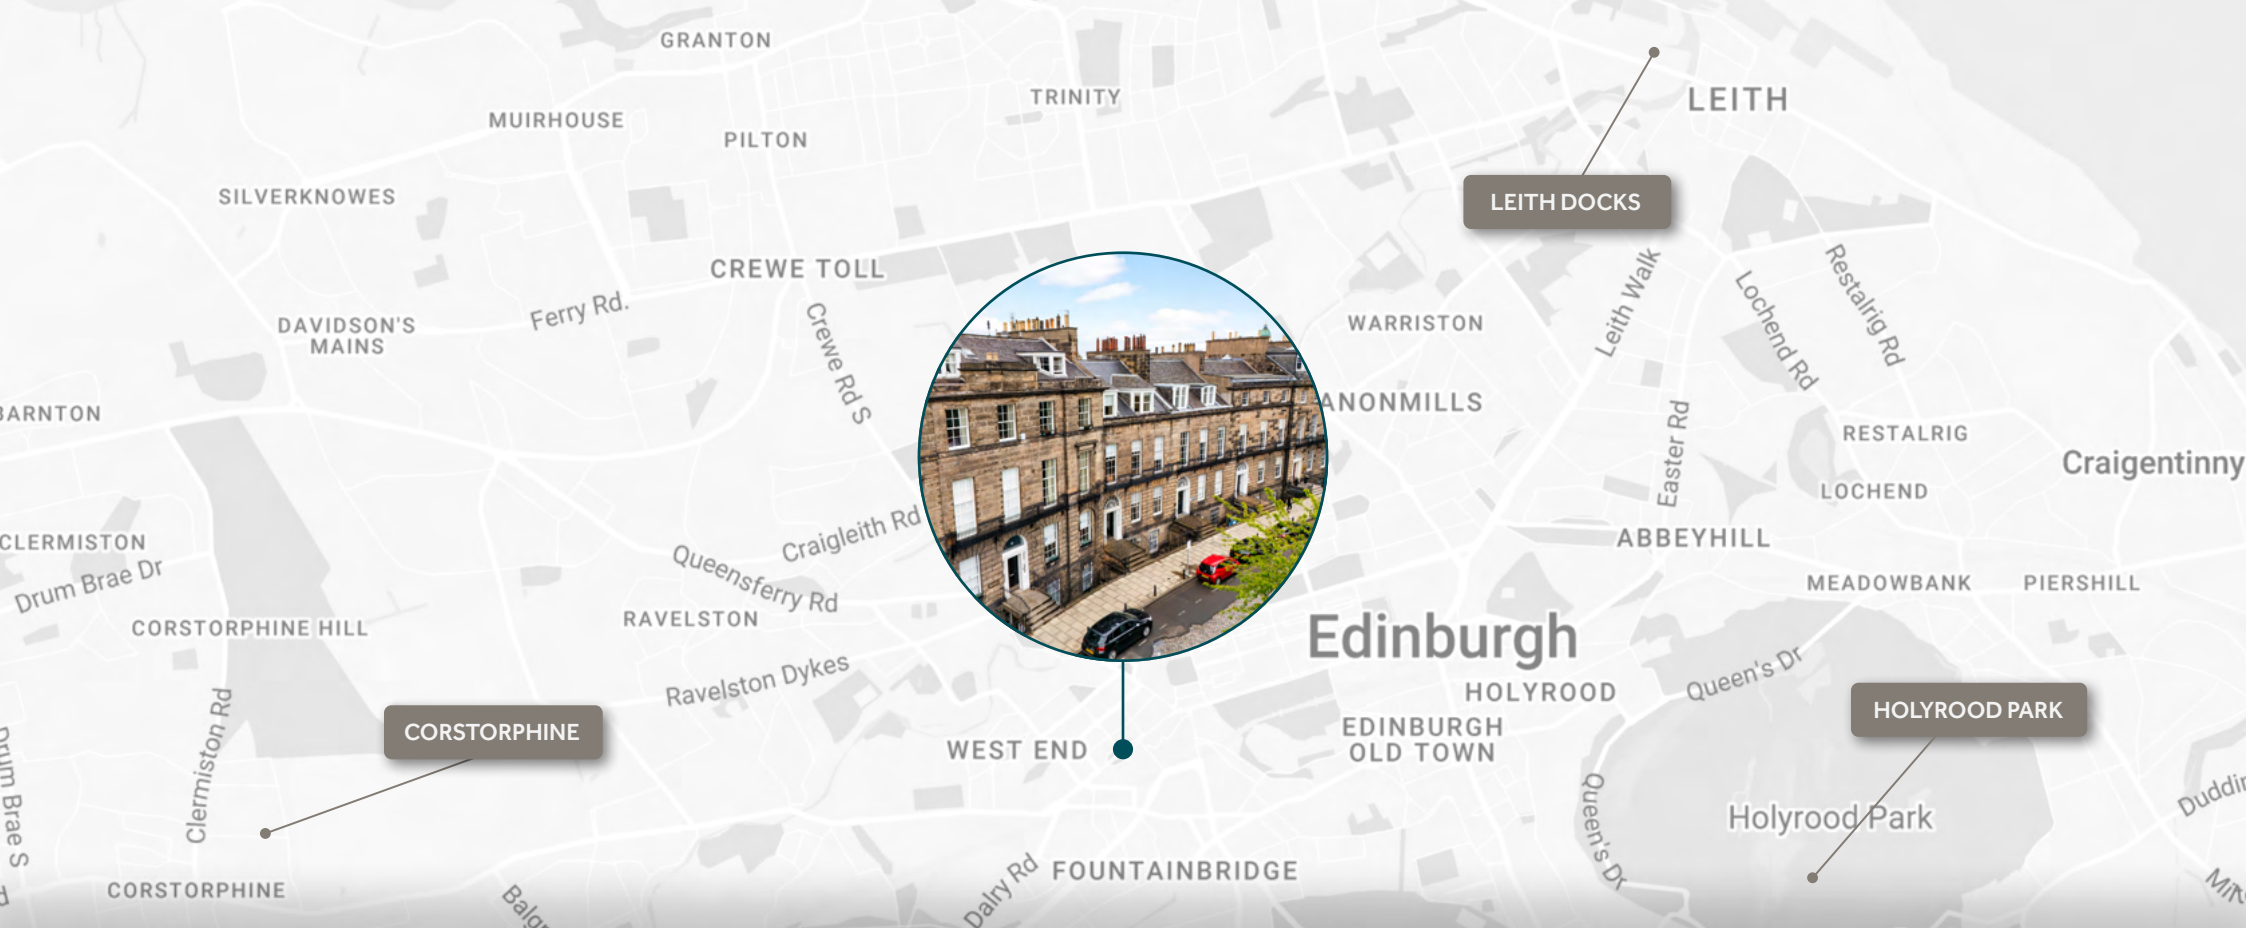 GRANTON
TRINITY
LEITH
MUIRHOUSE
PILTON
SILVERKNOWES
LEITH DOCKS
CREWE TOLL
Ferry Rd.
DAVIDSON'S
MAINS
Crewe Rd S
WARRISTON
Leith Walk
Lochend Rd
Restalrig Rd
BARNTON
ANONMILLS
Easter Rd
RESTALRIG
Craigentinny
LOCHEND
CLERMISTON
Drum Brae Dr
Craigleith Rd
Queensferry Rd
ABBEYHILL
MEADOWBANK
PIERSHILL
CORSTORPHINE HILL
RAVELSTON
Edinburgh
Ravelston Dykes
HOLYROOD
Queen's Dr
HOLYROOD PARK
CORSTORPHINE
WEST END
EDINBURGH
OLD TOWN
Clermiston Rd
Drum Brae S
Queen's Dr
Holyrood Park
Duddin
CORSTORPHINE
Balgr
Dalry Rd
FOUNTAINBRIDGE